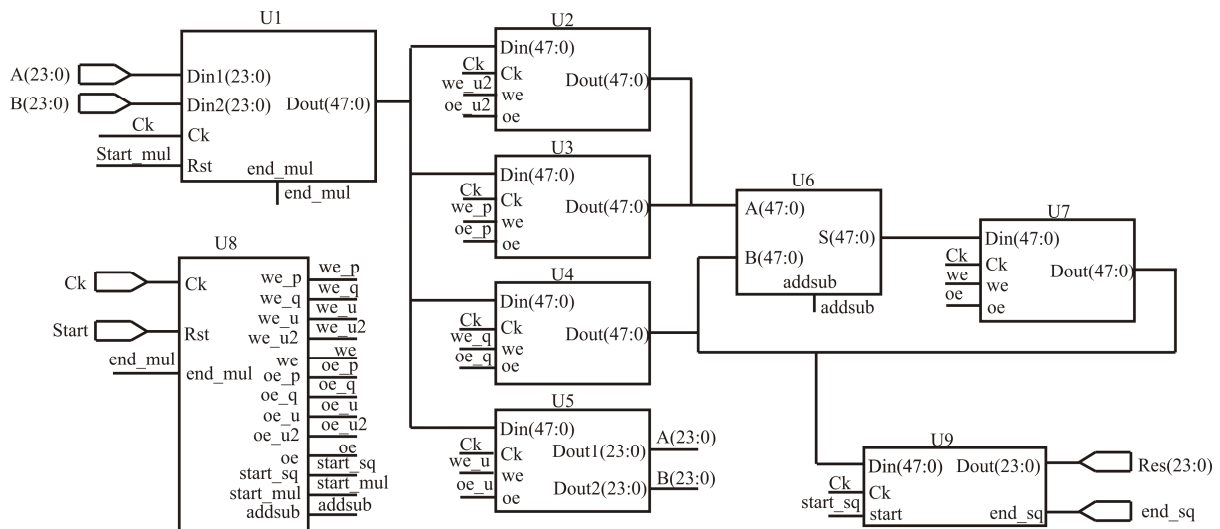 U1
A(23:0)
B(23:0)
Ck
Start_mul
Din1(23:0)
Din2(23:0)
Dout(47:0)
Ck
Rst
end_mul
end_mul
U2
Din(47:0)
Ck
Ck
Dout(47:0)
we_u2
we
oe_u2
oe
U3
Din(47:0)
Ck
Ck
Dout(47:0)
we_p
we
oe_p
oe
U4
Din(47:0)
Ck
Ck
Dout(47:0)
we_q
we
oe_q
oe
U5
Din(47:0)
Ck
Ck
Dout1(23:0)
A(23:0)
we_u
we
Dout2(23:0)
B(23:0)
oe_u
oe
U6
A(47:0)
S(47:0)
B(47:0)
addsub
addsub
U7
Din(47:0)
Ck
Ck
Dout(47:0)
we
we
oe
oe
U8
Ck
Ck
Start
Rst
end_mul
end_mul
we_p we_p
we_q we_q
we_u we_u
we_u2 we_u2
we we
oe_p oe_p
oe_q oe_q
oe_u oe_u
oe_u2 oe_u2
oe oe
start_sq start_sq
start_mul start_mul
addsub addsub
U9
Din(47:0)
Dout(23:0)
Res(23:0)
Ck
Ck
start_sq
start
end_sq
end_sq